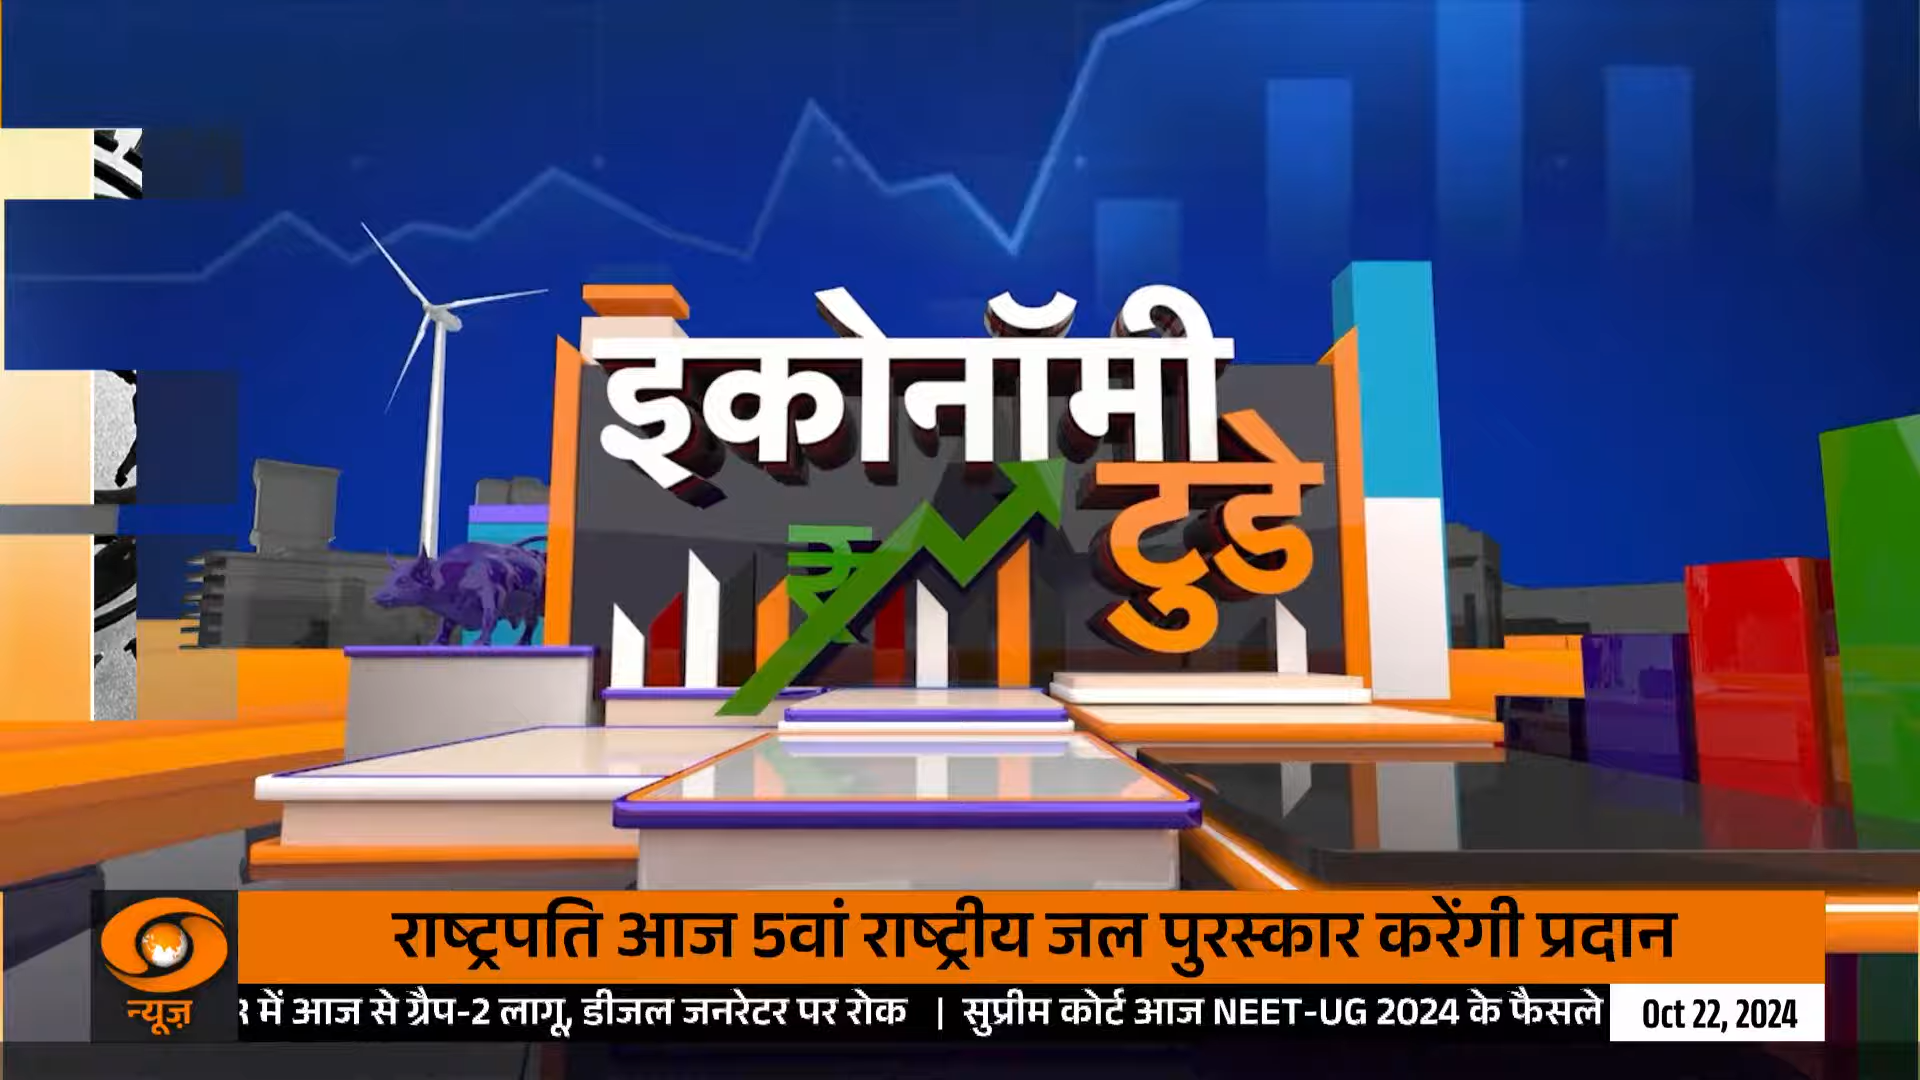 इकोनॉमी
टुडे
₹
राष्ट्रपति आज 5वां राष्ट्रीय जल पुरस्कार करेंगी प्रदान
न्यूज़
में आज से ग्रैप-2 लागू, डीजल जनरेटर पर रोक | सुप्रीम कोर्ट आज NEET-UG 2024 के फैसले
Oct 22, 2024